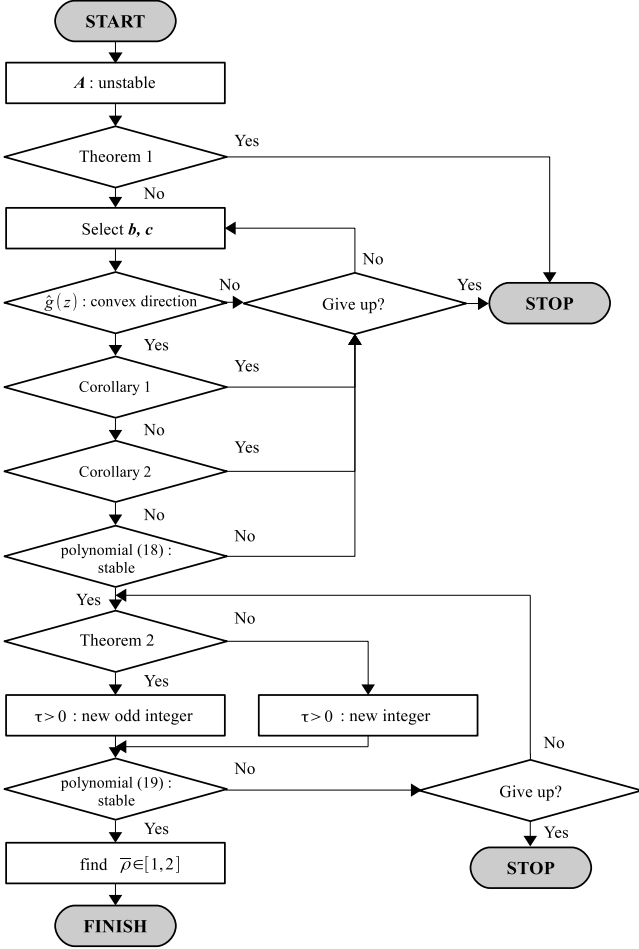 START
A : unstable
Yes
Theorem 1
No
Select b, c
No
No
Yes
ĝ(z) : convex direction
Give up?
STOP
Yes
Yes
Corollary 1
No
Yes
Corollary 2
No
No
polynomial (18) :
stable
Yes
No
Theorem 2
Yes
τ> 0 : new odd integer
τ> 0 : new integer
No
No
polynomial (19) :
stable
Give up?
Yes
Yes
find ρ̅∈[1,2]
STOP
FINISH